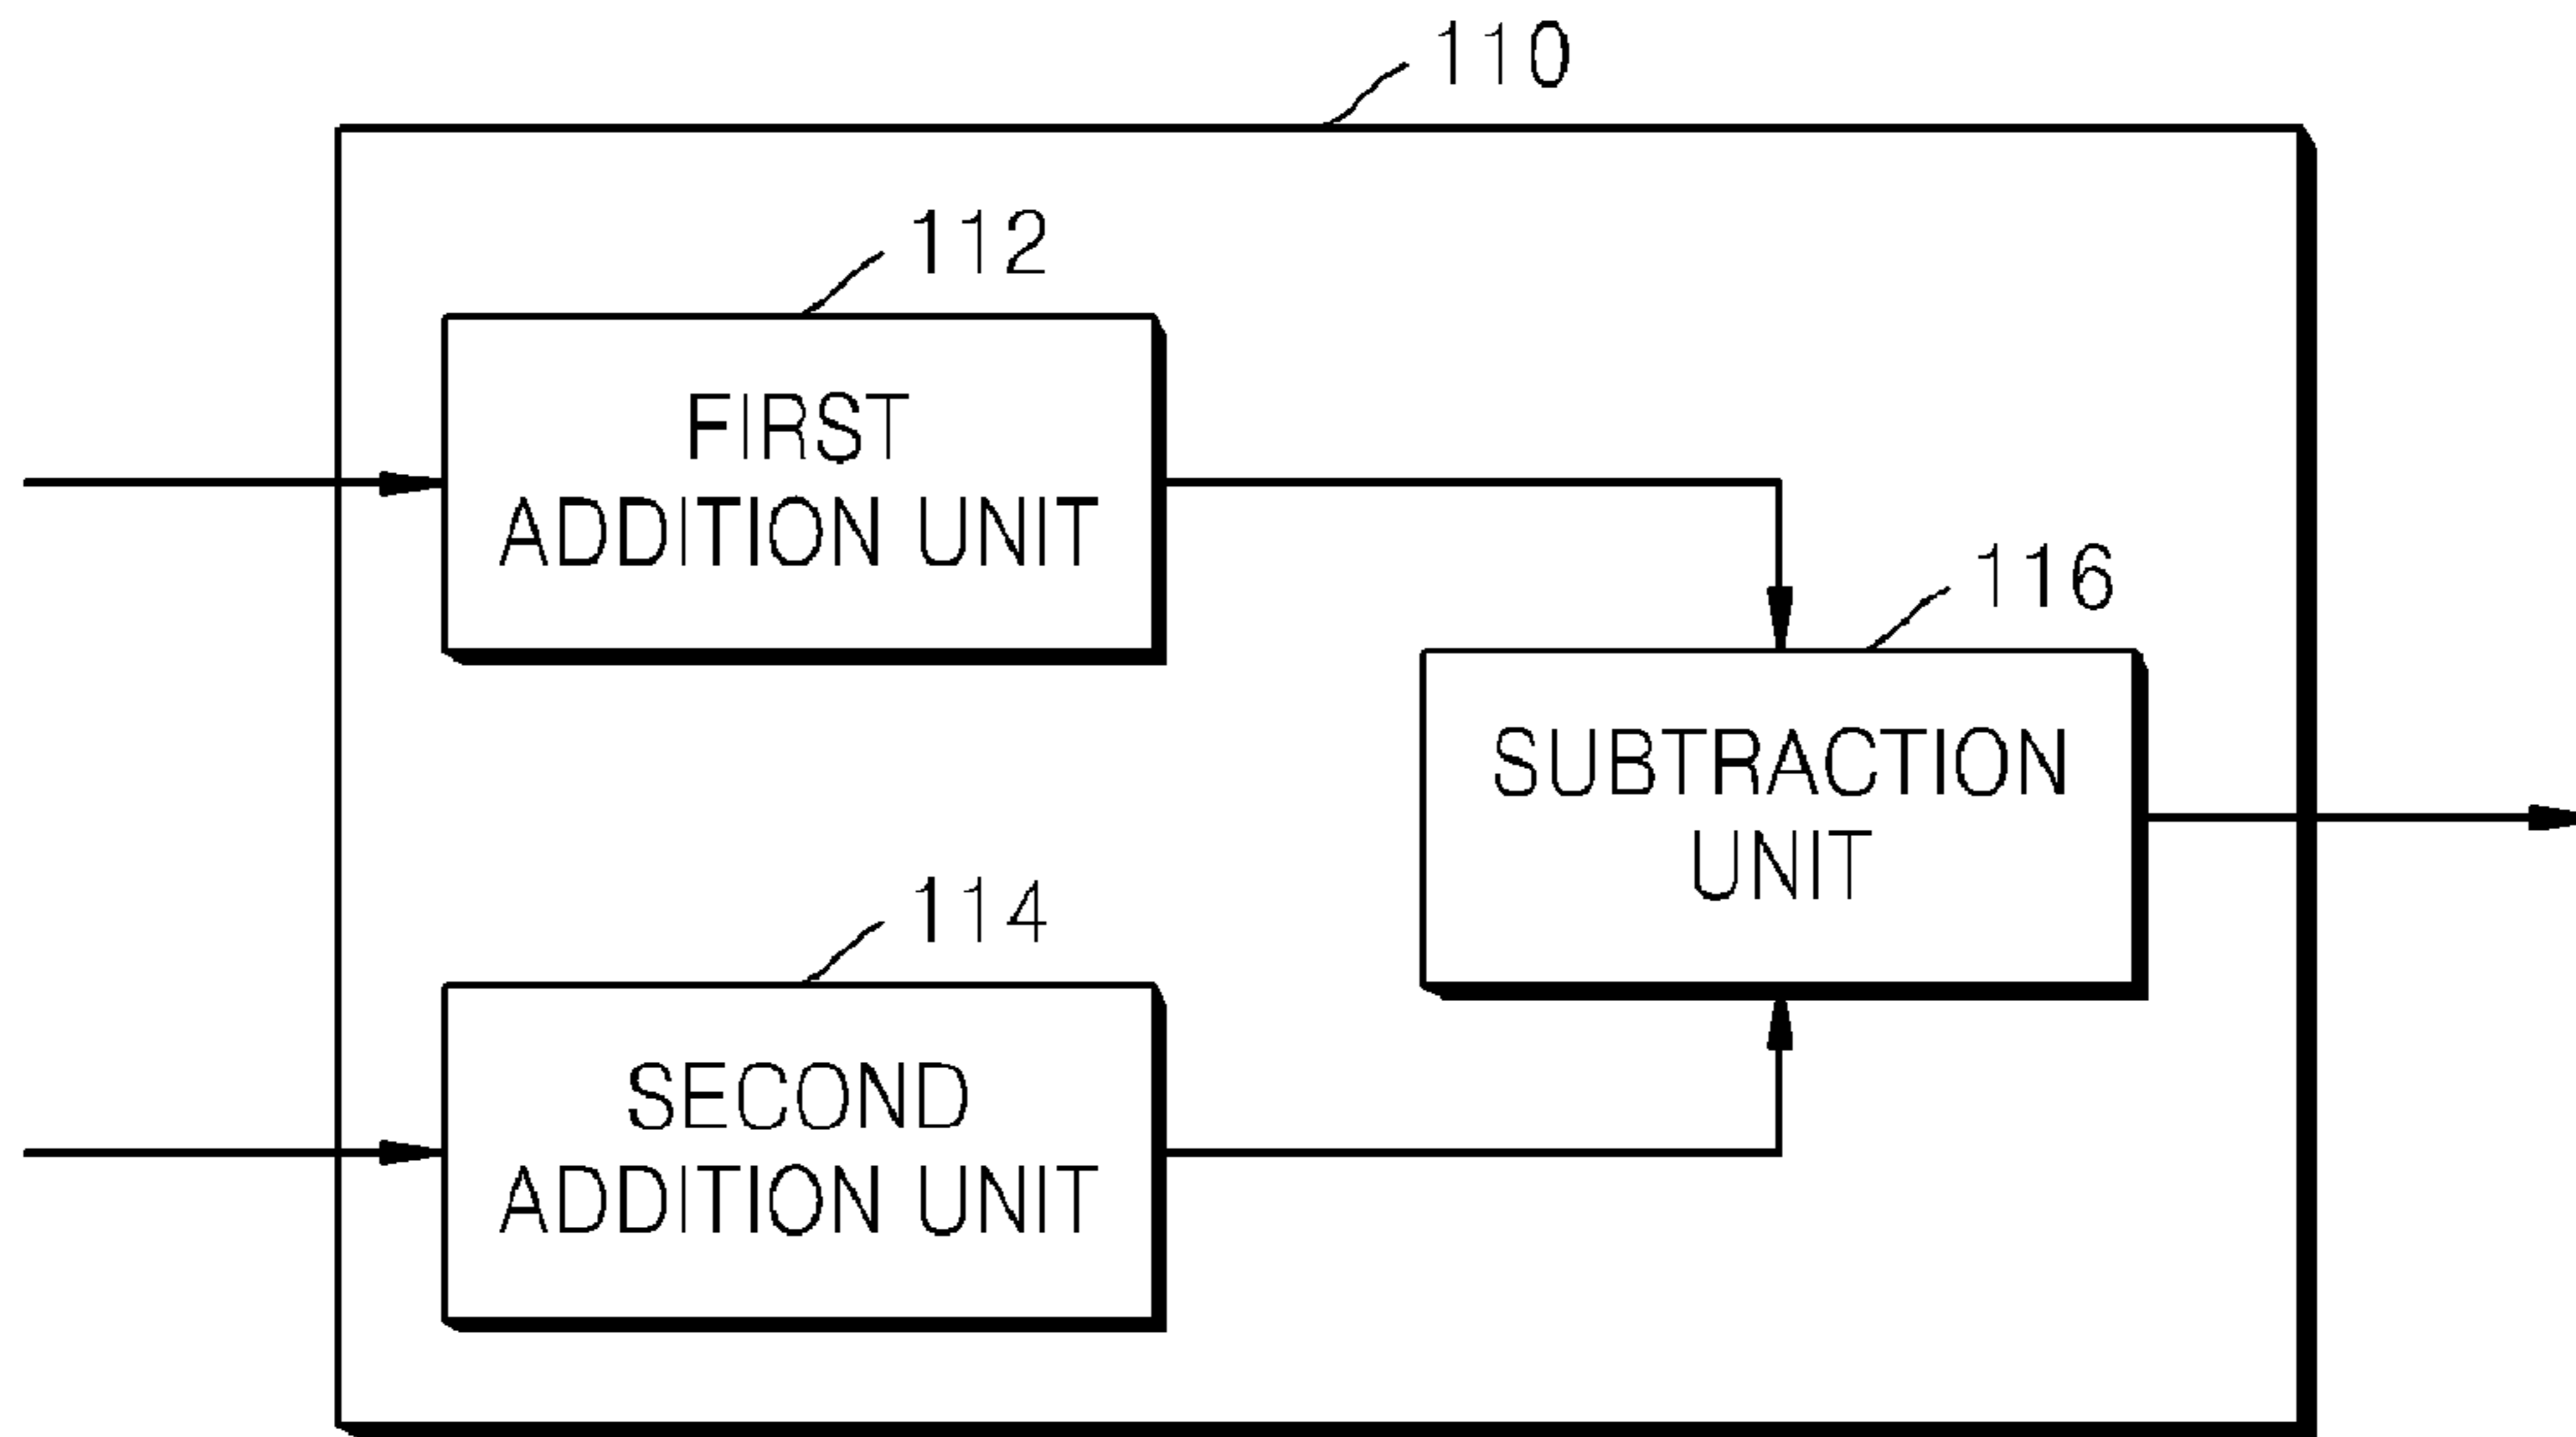 110
112
FIRST
ADDITION UNIT
116
SUBTRACTION
UNIT
114
SECOND
ADDITION UNIT